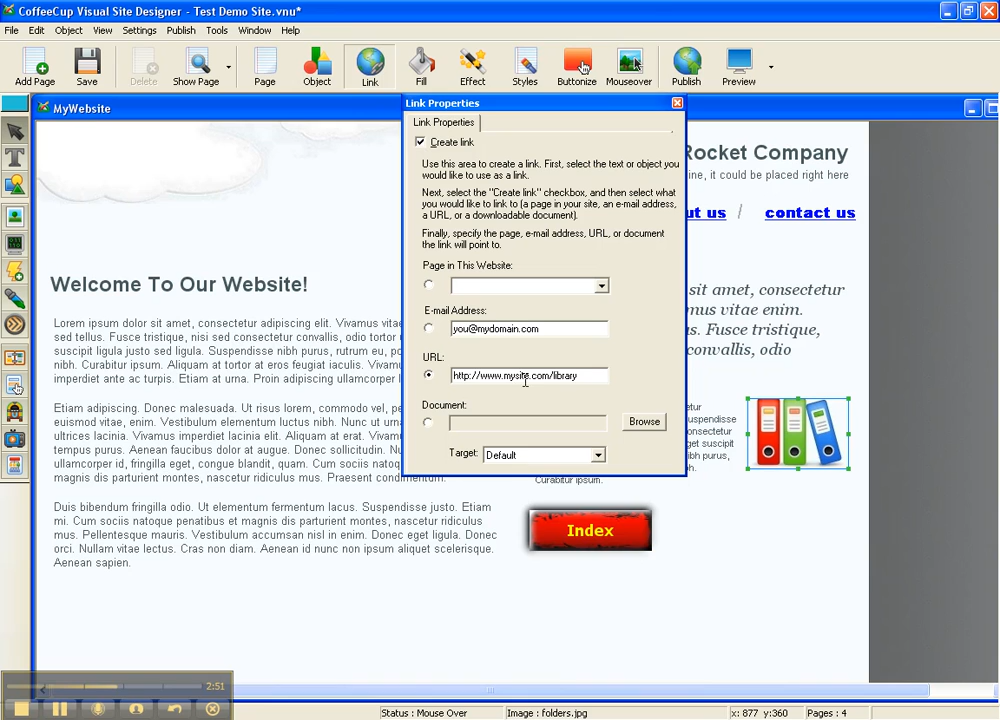 CoffeeCup Visual Site Designer - Test Demo Site.vnu*
File Edit Object View Settings Publish Tools Window Help
Add Page Save Delete Show Page Page Object Link Fill Effect Styles Buttonize Mouseover Publish Preview
MyWebsite
Link Properties
Link Properties
Create link
Use this area to create a link. First, select the text or object you
would like to use as a link.
Next, select the "Create link" checkbox, and then select what
you would like to link to (a page in your site, an e-mail address,
a URL, or a downloadable document).
Finally, specify the page, e-mail address, URL, or document
the link will point to.
Page in This Website:
E-mail Address:
you@mydomain.com
URL:
http://www.mysite.com/library
Document:
Browse
Target: Default
Rocket Company
ine, it could be placed right here
ut us / contact us
Welcome To Our Website!
sit amet, consectetur
mus vitae enim.
s. Fusce tristique,
convallis, odio
Lorem ipsum dolor sit amet, consectetur adipiscing elit. Vivamus vitae
sed tellus. Fusce tristique, nisi sed consectetur convallis, odio tortor
suscipit ligula justo sed ligula. Suspendisse nibh purus, rutrum eu, po
nibh. Curabitur ipsum. Aliquam at tortor at eros feugiat iaculis. Vestib
imperdiet ante ac turpis. Etiam at urna. Proin adipiscing ullamcorper l
Etiam adipiscing. Donec malesuada. Ut risus lorem, commodo vel, pe
euismod vitae, enim. Vestibulum elementum luctus nibh. Nunc ut urna
ultrices lacinia. Vivamus imperdiet lacinia elit. Aliquam at erat. Vivamu
tempus purus. Aenean faucibus dolor at augue. Donec sollicitudin. Nu
ullamcorper et, fringilla eget, congue blandit, quam. Cum sociis natoq
magnis dis parturient montes, nascetur ridiculus mus. Praesent condimentum.
etur
uspendisse
onsectetur
get suscipit
ibh purus,
s.
Curabitur ipsum.
Duis bibendum fringilla odio. Ut elementum fermentum lacus. Suspendisse justo. Etiam
mi. Cum sociis natoque penatibus et magnis dis parturient montes, nascetur ridiculus
mus. Pellentesque mauris. Vestibulum accumsan nisl in enim. Donec eget ligula. Donec
orci. Nullam vitae lectus. Cras non diam. Aenean id nunc non ipsum aliquet scelerisque.
Aenean sapien.
Index
2:51
Status : Mouse Over Image : folders.jpg x: 877 y:360 Pages : 4